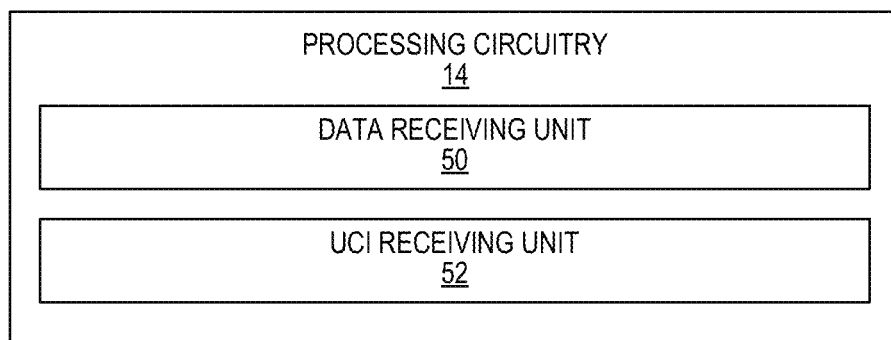 PROCESSING CIRCUITRY
14
DATA RECEIVING UNIT
50
UCI RECEIVING UNIT
52